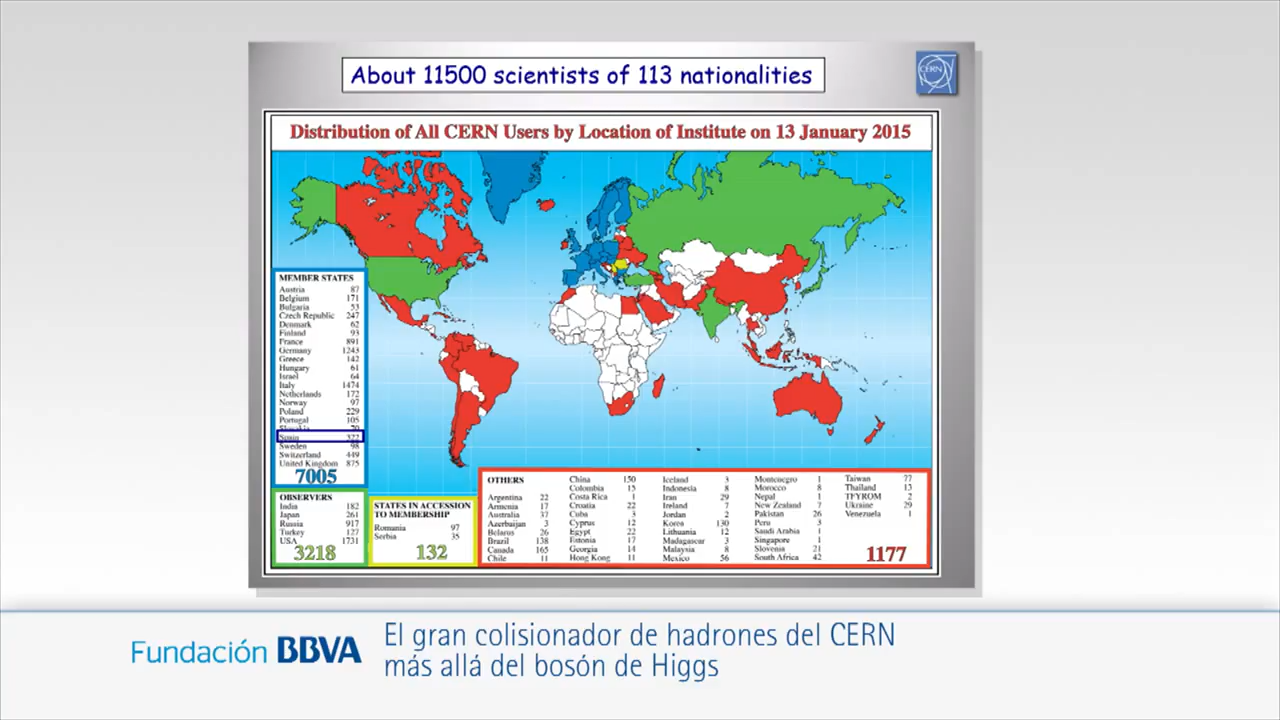 About 11500 scientists of 113 nationalities
CERN
Distribution of All CERN Users by Location of Institute on 13 January 2015
MEMBER STATES
Austria 87
Belgium 171
Bulgaria 53
Czech Republic 247
Denmark 62
Finland 93
France 891
Germany 1243
Greece 142
Hungary 61
Israel 64
Italy 1474
Netherlands 172
Norway 97
Poland 229
Portugal 105
Slovakia 70
Spain 322
Sweden 98
Switzerland 449
United Kingdom 875
7005
OBSERVERS
India 182
Japan 261
Russia 917
Turkey 127
USA 1731
3218
STATES IN ACCESSION
TO MEMBERSHIP
Romania 97
Serbia 35
132
OTHERS
Argentina 22
Armenia 17
Australia 37
Azerbaijan 3
Belarus 26
Brazil 138
Canada 165
Chile 11
China 150
Colombia 15
Costa Rica 1
Croatia 22
Cuba 3
Cyprus 12
Egypt 22
Estonia 17
Georgia 14
Hong Kong 11
Iceland 3
Indonesia 8
Iran 29
Ireland 7
Jordan 2
Korea 130
Lithuania 12
Madagascar 3
Malaysia 8
Mexico 56
Montenegro 1
Morocco 8
Nepal 1
New Zealand 7
Pakistan 26
Peru 3
Saudi Arabia 1
Singapore 1
Slovenia 21
South Africa 42
Taiwan 77
Thailand 13
TFYROM 2
Ukraine 29
Venezuela 1
1177
Fundación BBVA
El gran colisionador de hadrones del CERN
más allá del bosón de Higgs